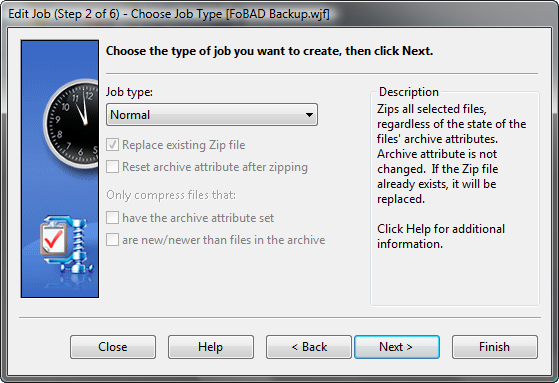 Edit Job (Step 2 of 6) - Choose Job Type [FoBAD Backup.wjf]
Choose the type of job you want to create, then click Next.
Job type:
Normal
Replace existing Zip file
Reset archive attribute after zipping
Only compress files that:
have the archive attribute set
are new/newer than files in the archive
Description
Zips all selected files,
regardless of the state of the
files' archive attributes.
Archive attribute is not
changed.  If the Zip file
already exists, it will be
replaced.
Click Help for additional
information.
Close
Help
< Back
Next >
Finish